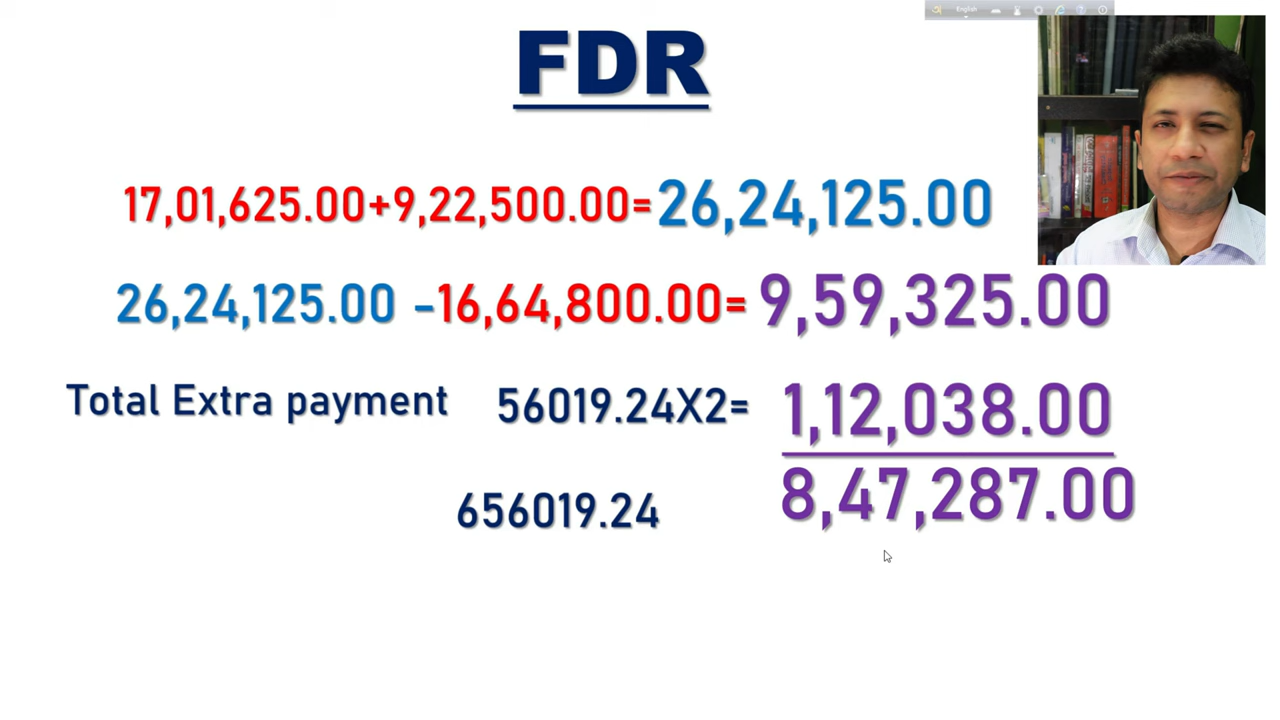 English
FDR
17,01,625.00+9,22,500.00=26,24,125.00
26,24,125.00 -16,64,800.00= 9,59,325.00
Total Extra payment 56019.24X2= 1,12,038.00
656019.24 8,47,287.00